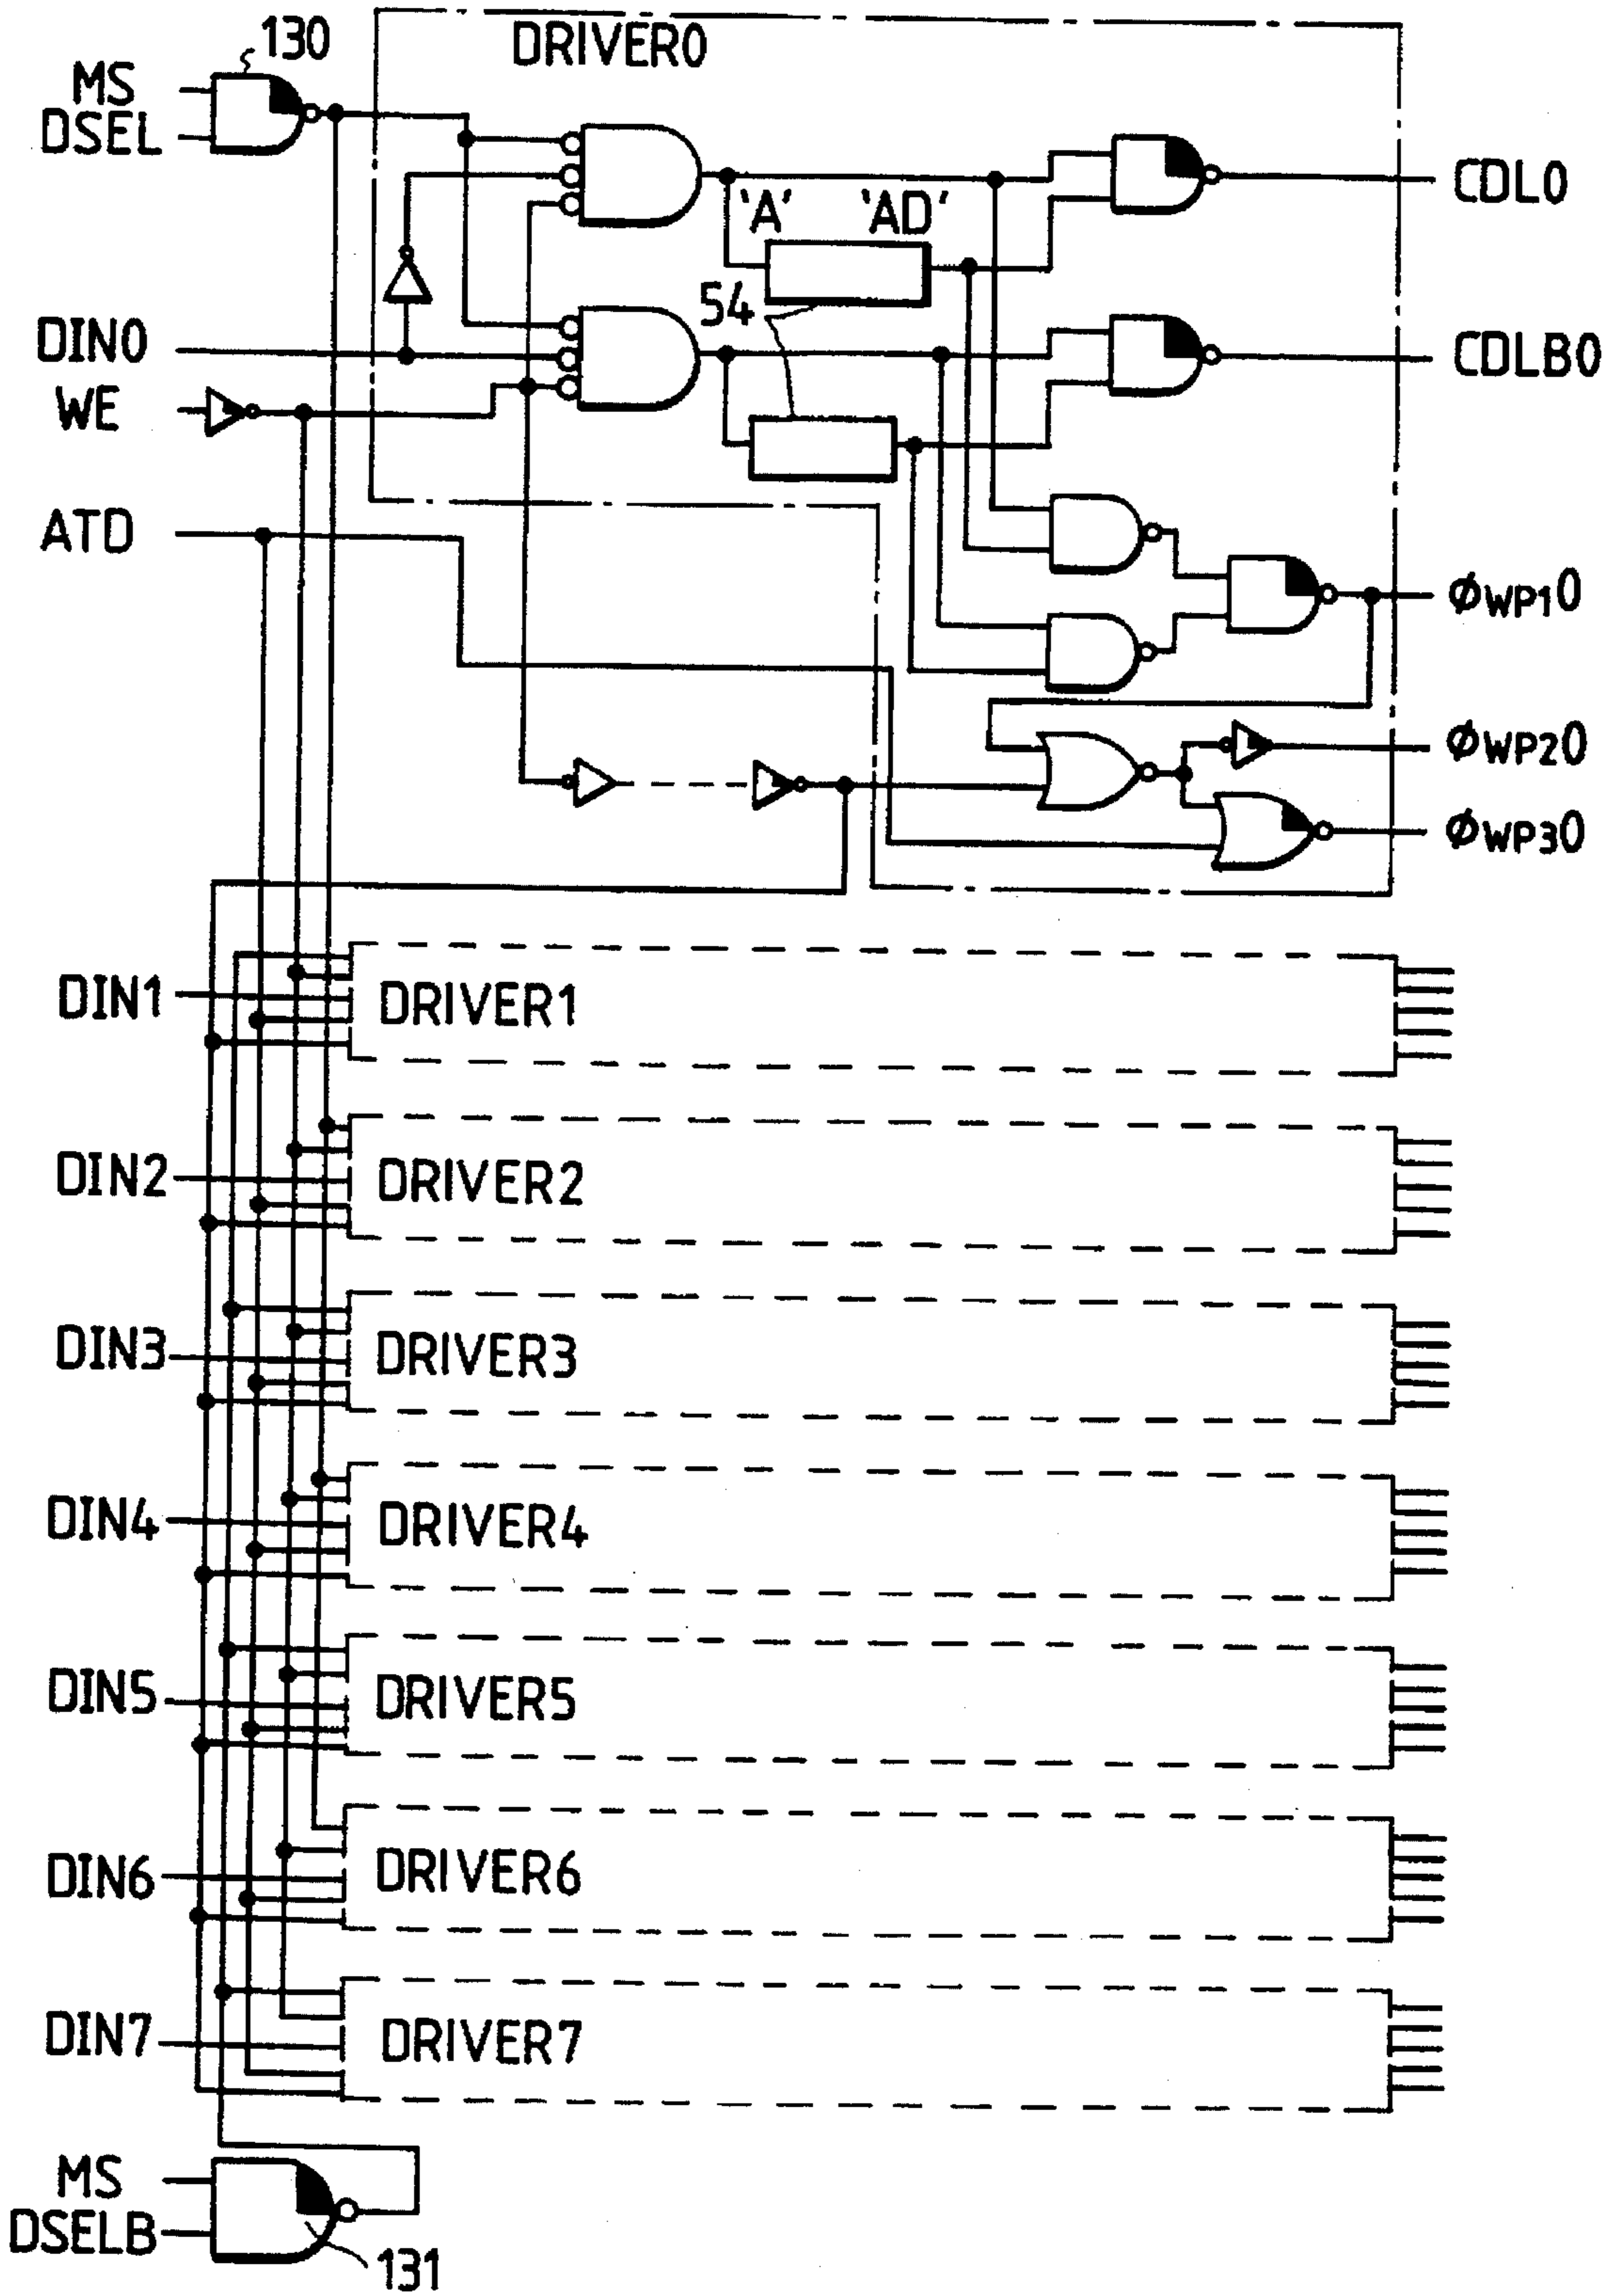 130
DRIVER0
MS
DSEL
CDL0
'A' 'AD'
54
DIN0
CDLB0
WE
ATD
ϕWP10
ϕWP20
ϕWP30
DIN1 DRIVER1
DIN2 DRIVER2
DIN3 DRIVER3
DIN4 DRIVER4
DIN5 DRIVER5
DIN6 DRIVER6
DIN7 DRIVER7
MS
DSELB
131